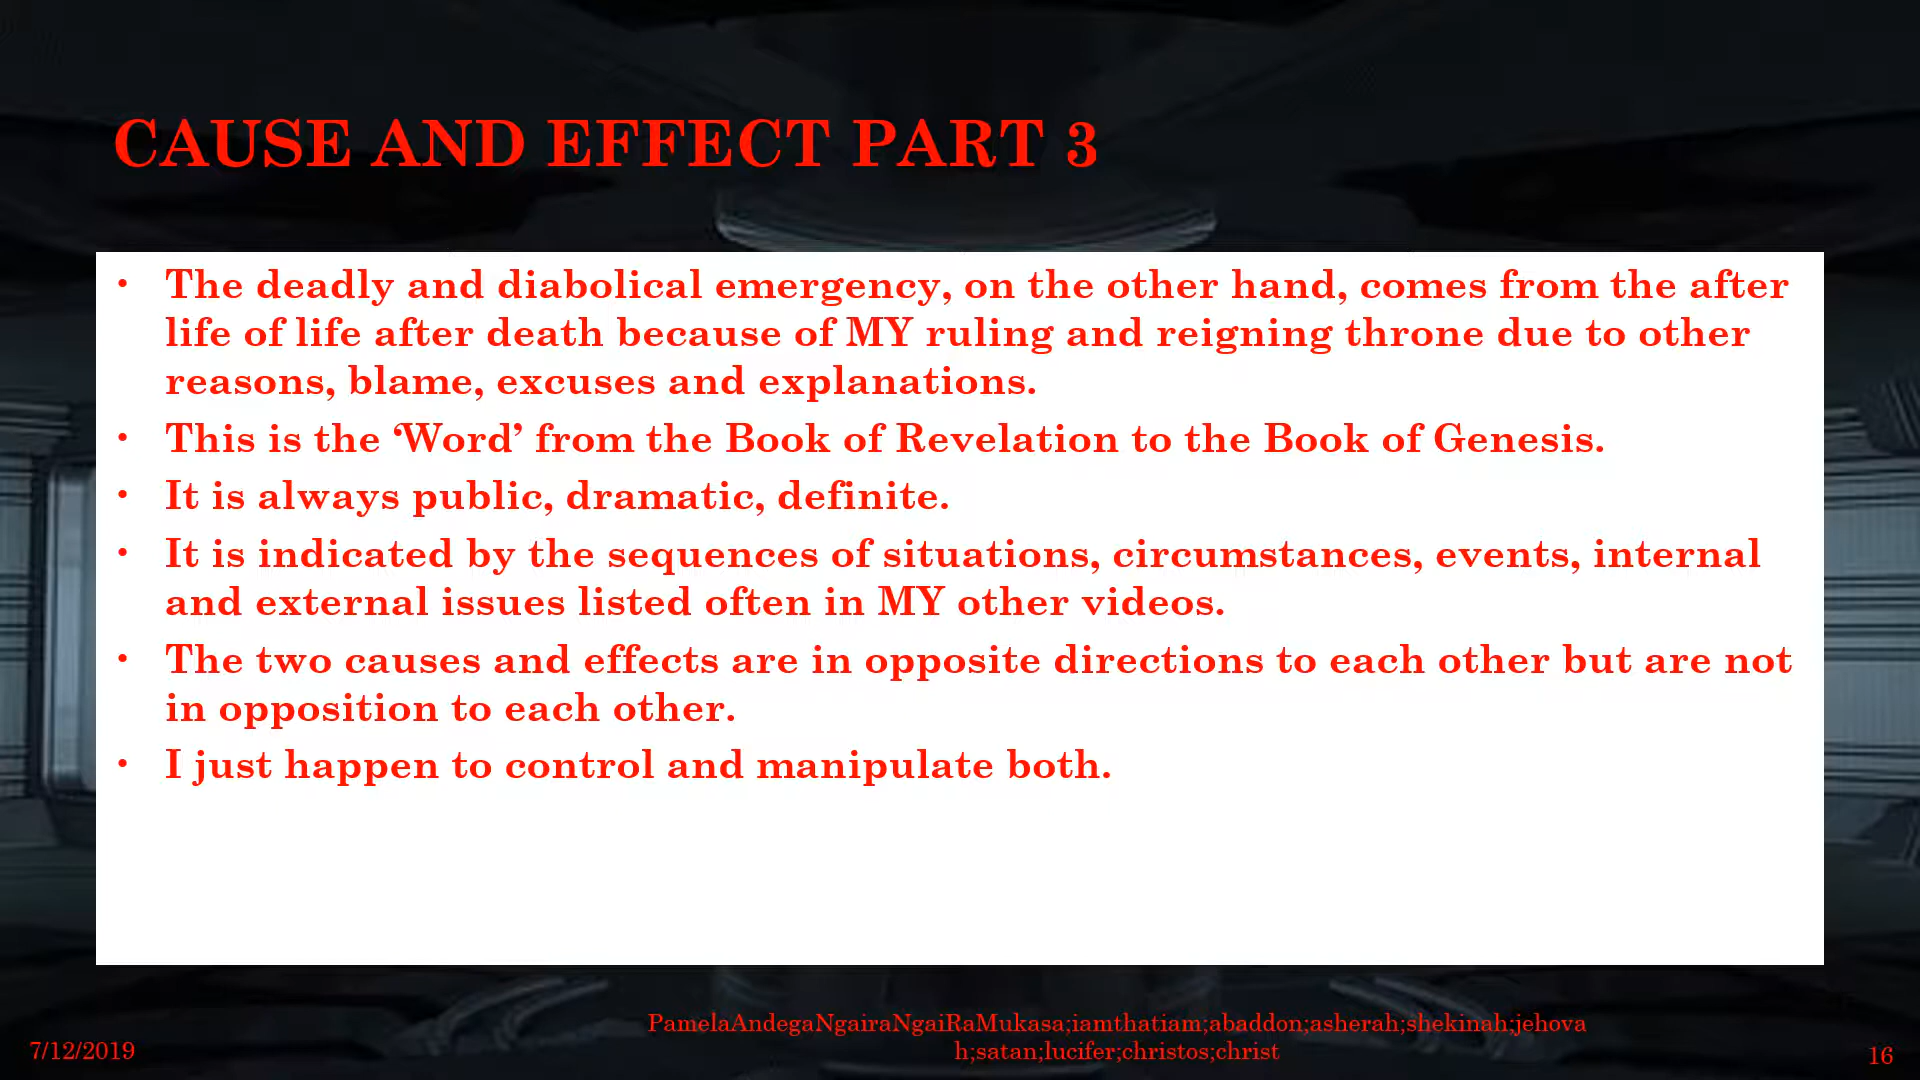 CAUSE AND EFFECT PART 3
• The deadly and diabolical emergency, on the other hand, comes from the after
life of life after death because of MY ruling and reigning throne due to other
reasons, blame, excuses and explanations.
• This is the ‘Word’ from the Book of Revelation to the Book of Genesis.
• It is always public, dramatic, definite.
• It is indicated by the sequences of situations, circumstances, events, internal
and external issues listed often in MY other videos.
• The two causes and effects are in opposite directions to each other but are not
in opposition to each other.
• I just happen to control and manipulate both.
7/12/2019
PamelaAndegaNgairaNgaiRaMukasa;iamthatiam;abaddon;asherah;shekinah;jehova
h;satan;lucifer;christos;christ
16